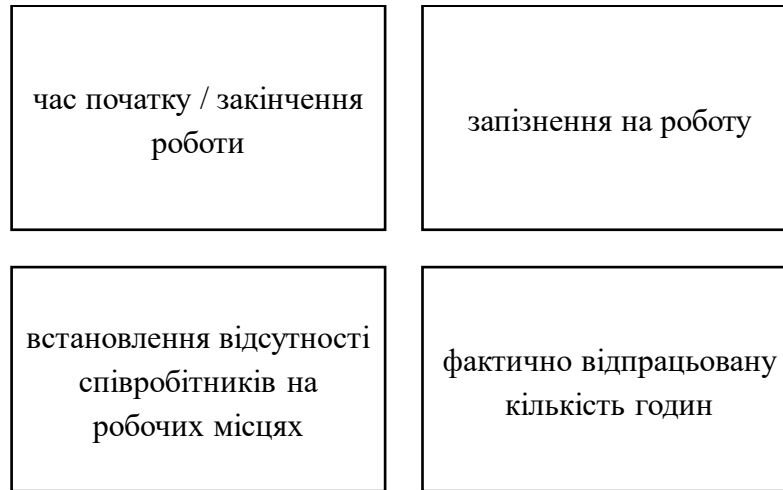 час початку / закінчення
роботи
запізнення на роботу
встановлення відсутності
співробітників на
робочих місцях
фактично відпрацьовану
кількість годин